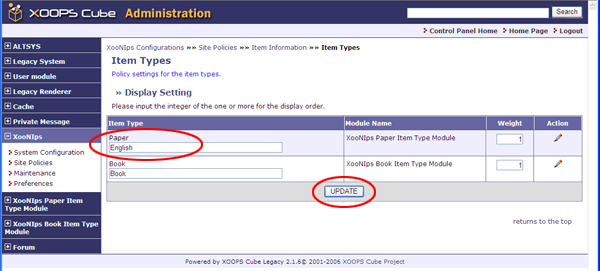 XOOPS CUBE Administration
Search
Control Panel Home Home Page Logout
ALTSYS
Legacy System
User module
Legacy Renderer
Cache
Private Message
XooNIps
System Configuration
Site Policies
Maintenance
Preferences
XooNIps Paper Item Type Module
XooNIps Book Item Type Module
Forum
XooNIps Configurations »» Site Policies »» Item Information »» Item Types
Item Types
Policy settings for the item types.
»» Display Setting
Please input the integer of the one or more for the display order.
Item Type Module Name Weight Action
Paper
English XooNIps Paper Item Type Module 1
Book
Book XooNIps Book Item Type Module 1
UPDATE
returns to the top
Powered by XOOPS Cube Legacy 2.1.6© 2001-2006 XOOPS Cube Project